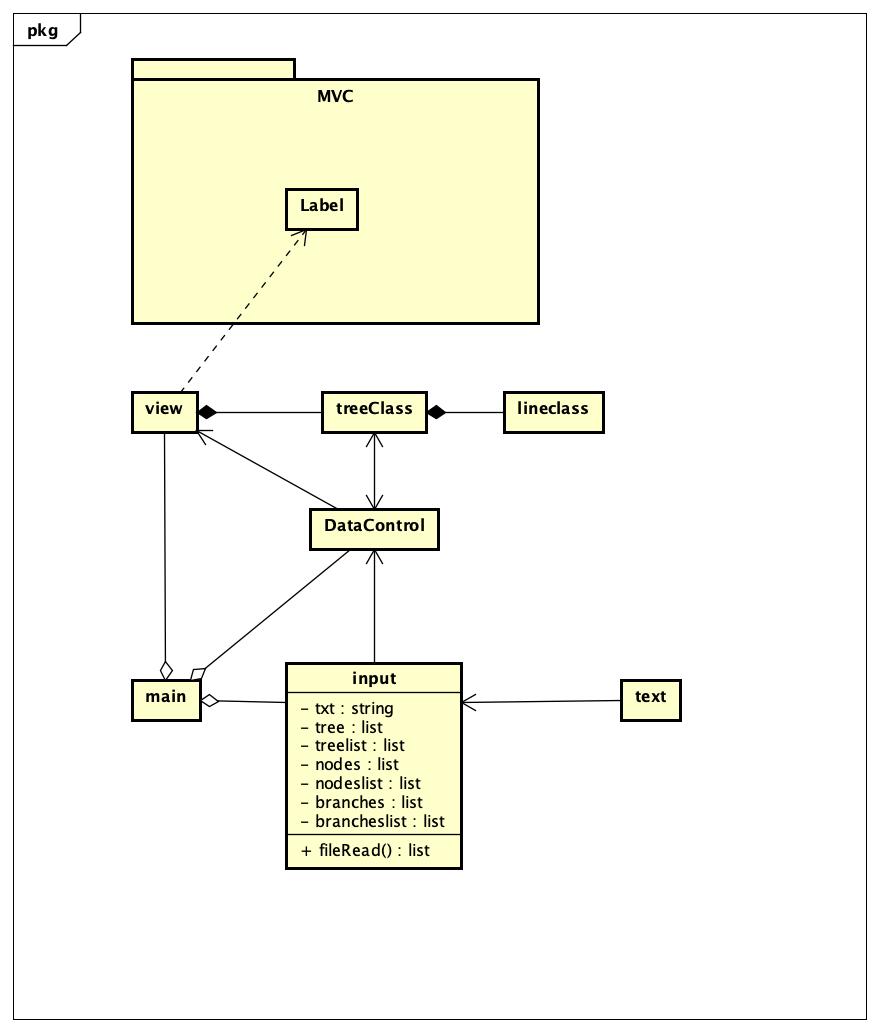 pkg
MVC
Label
view
treeClass
lineclass
DataControl
main
input
- txt : string
- tree : list
- treelist : list
- nodes : list
- nodeslist : list
- branches : list
- brancheslist : list
+ fileRead() : list
text